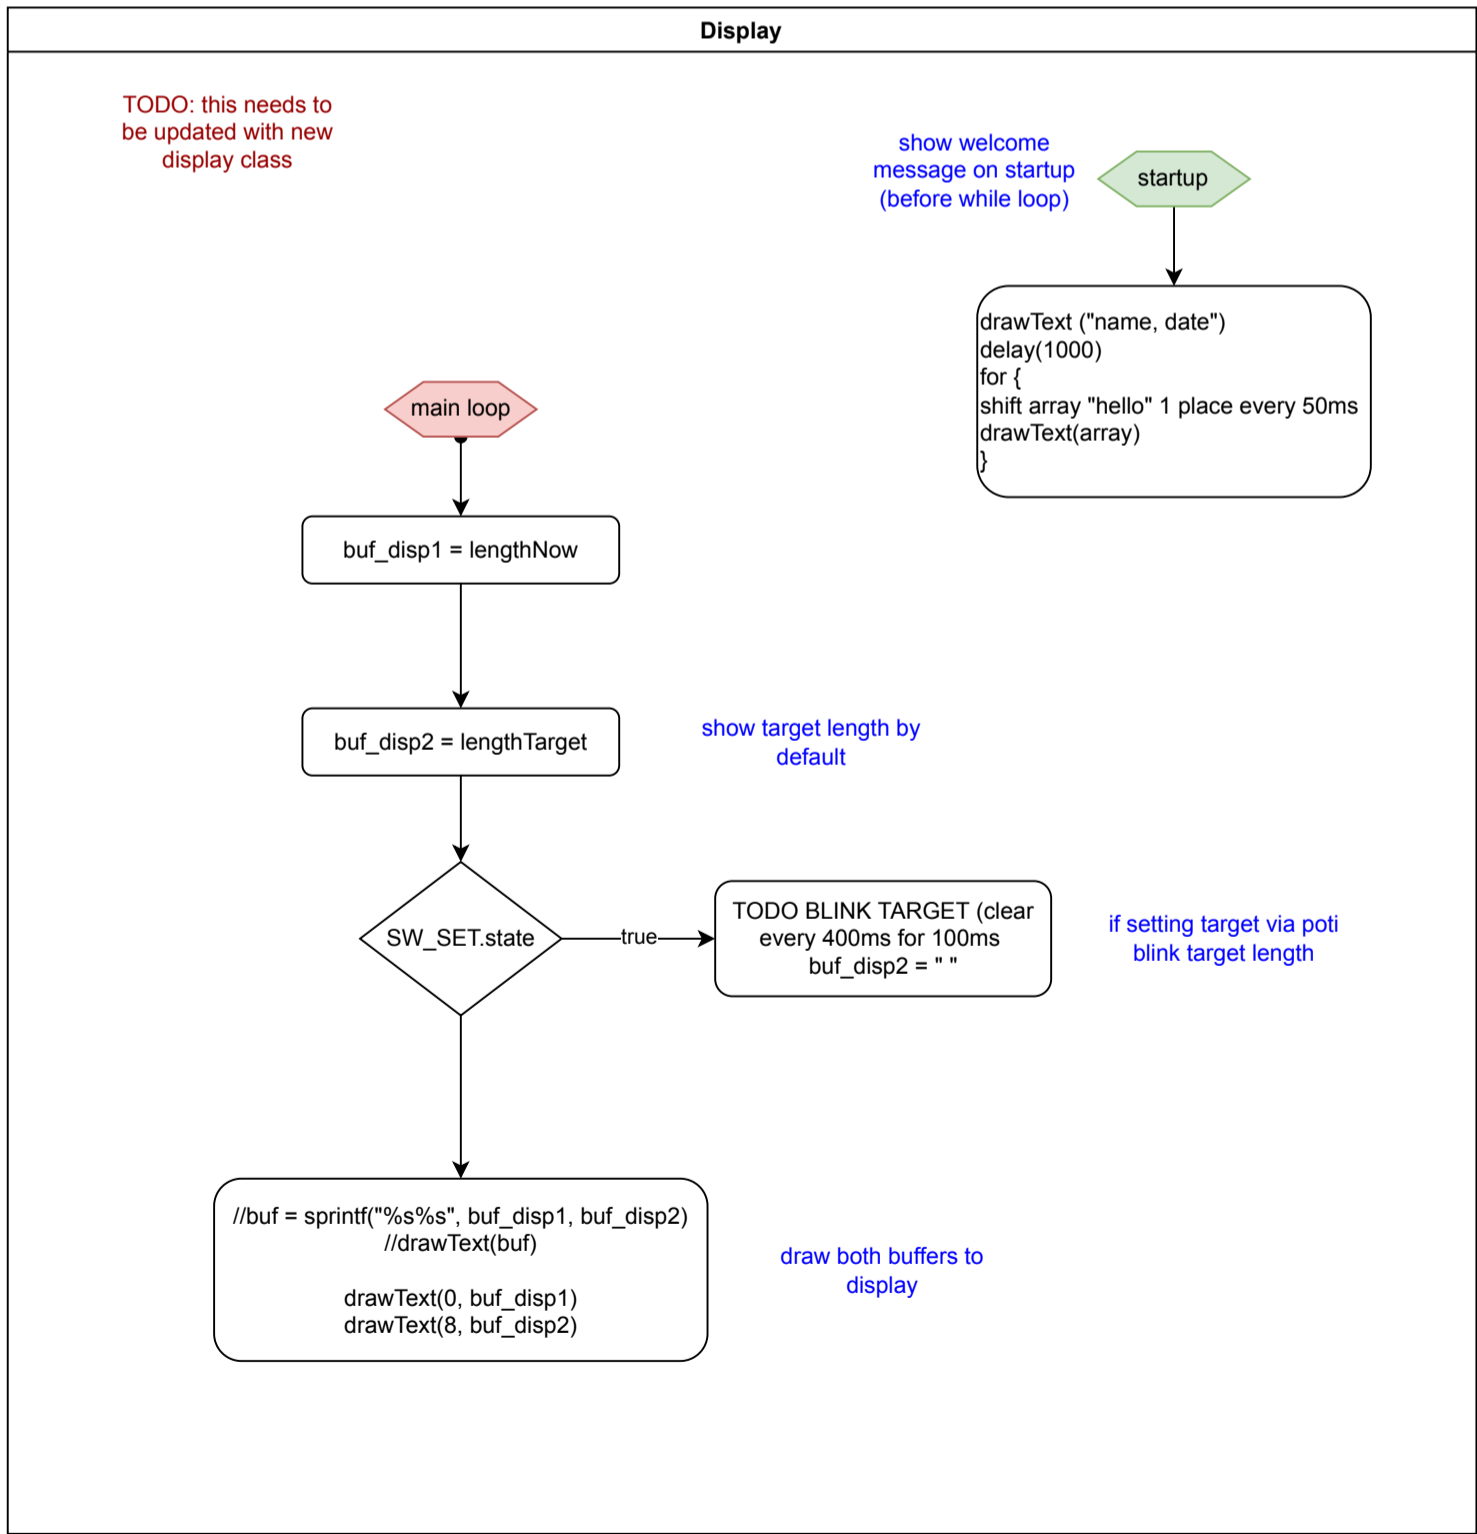 Display
TODO: this needs to
be updated with new
display class
show welcome
message on startup
(before while loop)
startup
drawText ("name, date")
delay(1000)
for {
shift array "hello" 1 place every 50ms
drawText(array)
}
main loop
buf_disp1 = lengthNow
buf_disp2 = lengthTarget
show target length by
default
SW_SET.state
true
TODO BLINK TARGET (clear
every 400ms for 100ms
buf_disp2 = " "
if setting target via poti
blink target length
//buf = sprintf("%s%s", buf_disp1, buf_disp2)
//drawText(buf)
drawText(0, buf_disp1)
drawText(8, buf_disp2)
draw both buffers to
display